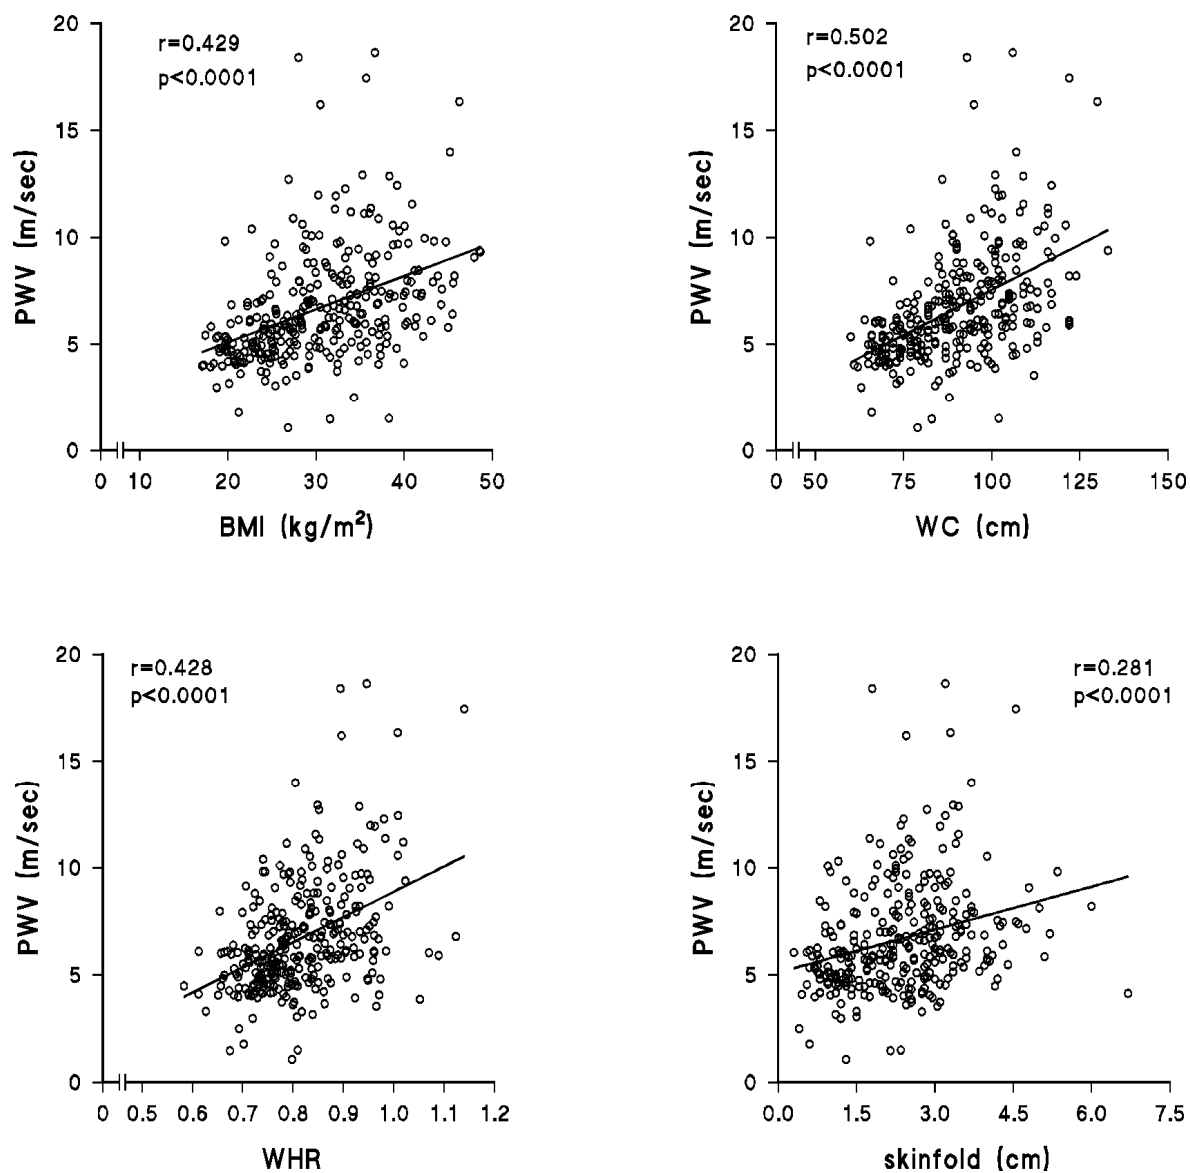 20
15
10
5
0
PWV (m/sec)
r=0.429
p<0.0001
0 10 20 30 40 50
BMI (kg/m²)
20
15
10
5
0
PWV (m/sec)
r=0.502
p<0.0001
0 50 75 100 125 150
WC (cm)
20
15
10
5
0
PWV (m/sec)
r=0.428
p<0.0001
0 0.5 0.6 0.7 0.8 0.9 1.0 1.1 1.2
WHR
20
15
10
5
0
PWV (m/sec)
r=0.281
p<0.0001
0.0 1.5 3.0 4.5 6.0 7.5
skinfold (cm)